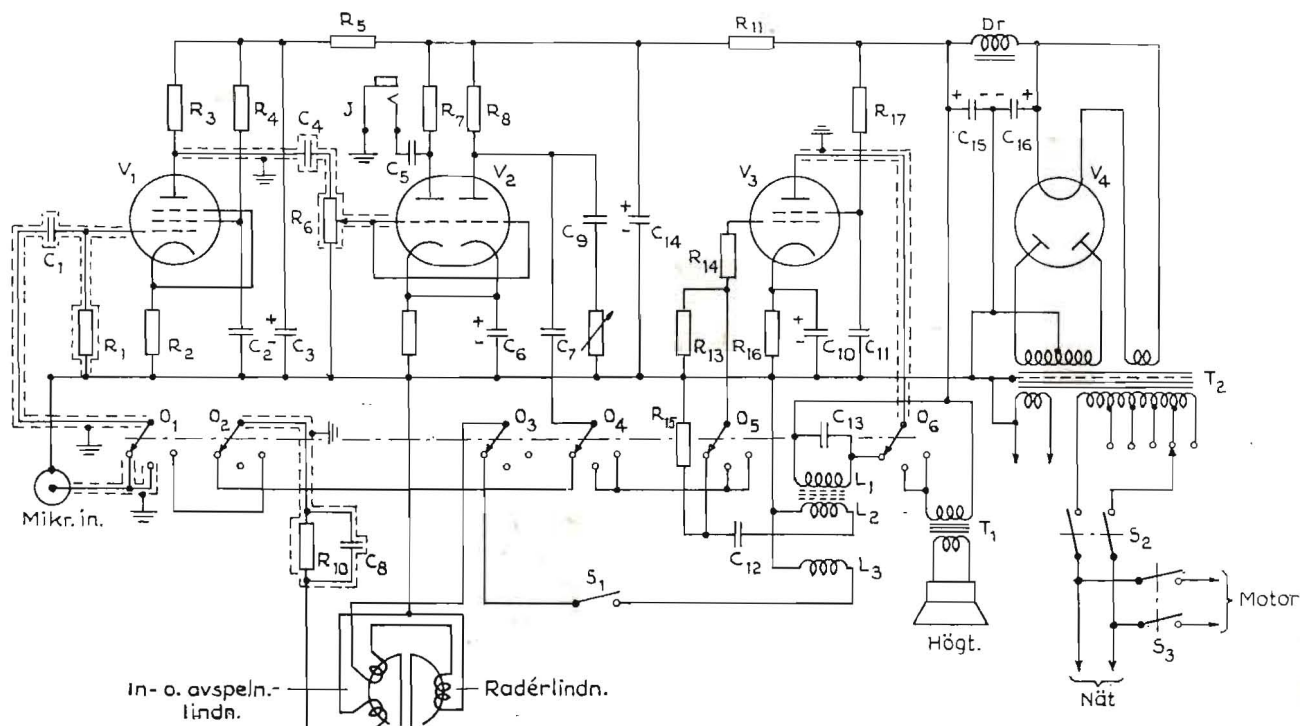 R5
R11
Dr
R3
R4
C4
J
R7
R8
R17
C15
C16
C5
V1
V2
V3
V4
R6
C1
C9
C14
R14
R1
R2
C2
C3
C6
C7
R13
R16
C10
C11
T2
O1
O2
O3
O4
R15
O5
C13
O6
L1
L2
Mikr. in.
R10
C8
C12
T1
S2
S1
L3
Motor
S3
Högt.
In- o. avspeln.-
lindn.
Radérlindn.
Nät